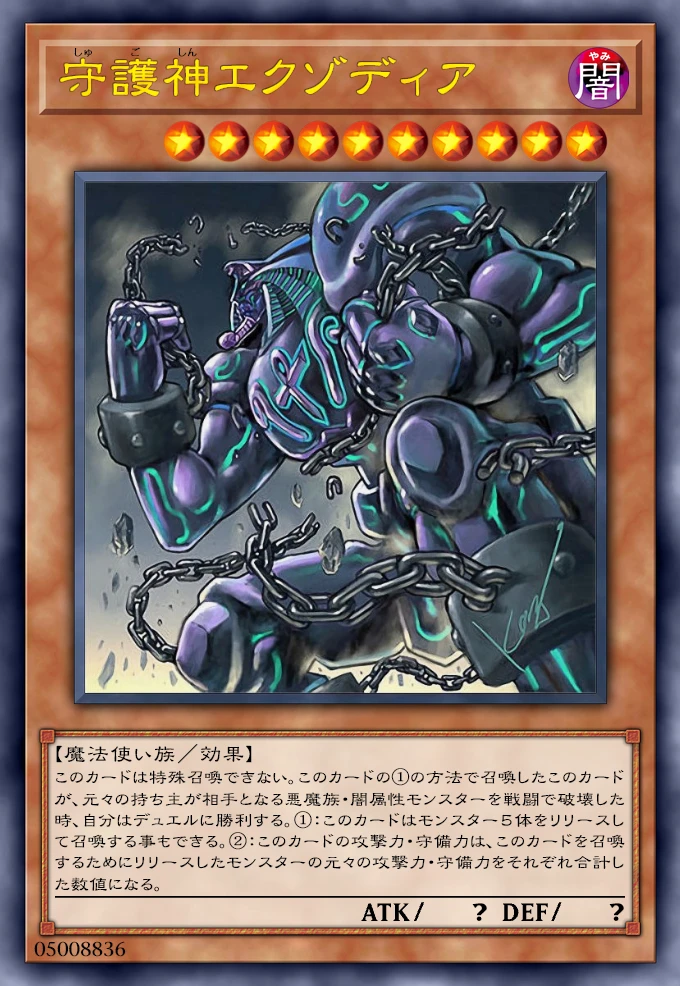 しゅ ご しん
守護神エクゾディア
やみ
闇
【魔法使い族／効果】
このカードは特殊召喚できない。このカードの①の方法で召喚したこのカード
が、元々の持ち主が相手となる悪魔族・闇属性モンスターを戦闘で破壊した
時、自分はデュエルに勝利する。①：このカードはモンスター５体をリリースし
て召喚する事もできる。②：このカードの攻撃力・守備力は、このカードを召喚
するためにリリースしたモンスターの元々の攻撃力・守備力をそれぞれ合計し
た数値になる。
ATK/ ? DEF/ ?
05008836